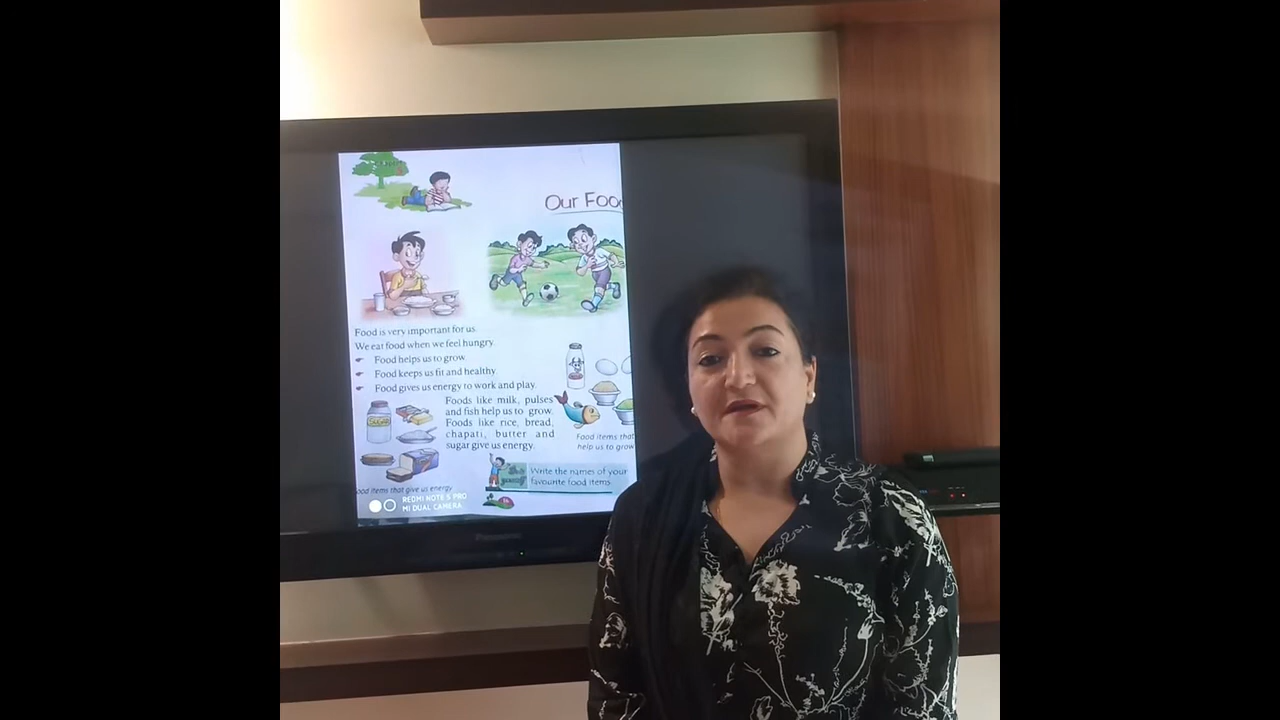 Our Foo
Food is very important for us.
We eat food when we feel hungry.
Food helps us to grow.
Food keeps us fit and healthy.
Food gives us energy to work and play.
Foods like milk, pulses
and fish help us to grow.
Foods like rice, bread,
chapati, butter and
sugar give us energy.
SUGAR
Food items that
help us to grow
Write the names of your
favourite food items.
ood items that give us energy
REDMI NOTE 5 PRO
MI DUAL CAMERA
Panasonic